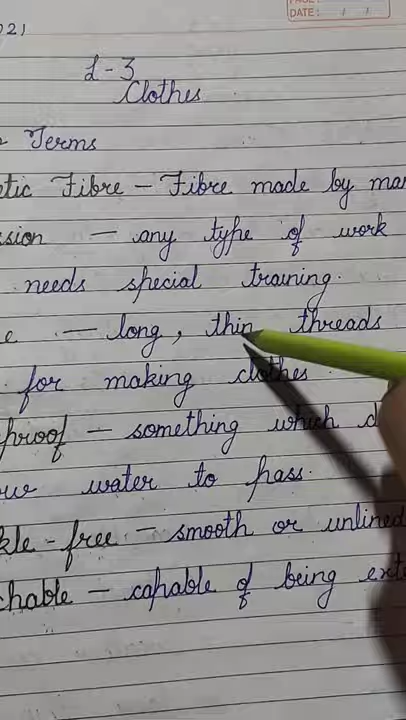 021
DATE: / /
L-3
Clothes
Terms
tic Fibre - Fibre made by man
sion - any type of work
needs special training.
e - long, thin threads
for making clothes.
proof - something which d
ow water to pass.
kle-free - smooth or unlined
chable - capable of being exte